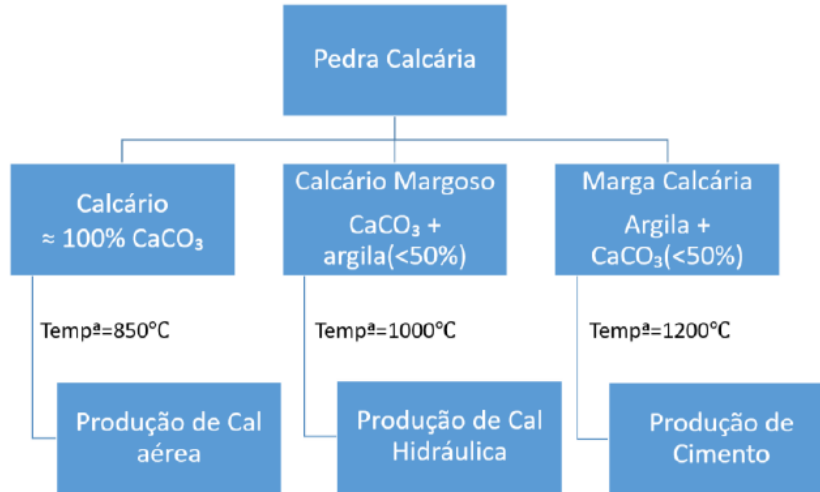 Pedra Calcária
Calcário
≈ 100% CaCO₃
Calcário Margoso
CaCO₃ +
argila(<50%)
Marga Calcária
Argila +
CaCO₃(<50%)
Tempª=850°C
Tempª=1000°C
Tempª=1200°C
Produção de Cal
aérea
Produção de Cal
Hidráulica
Produção de
Cimento